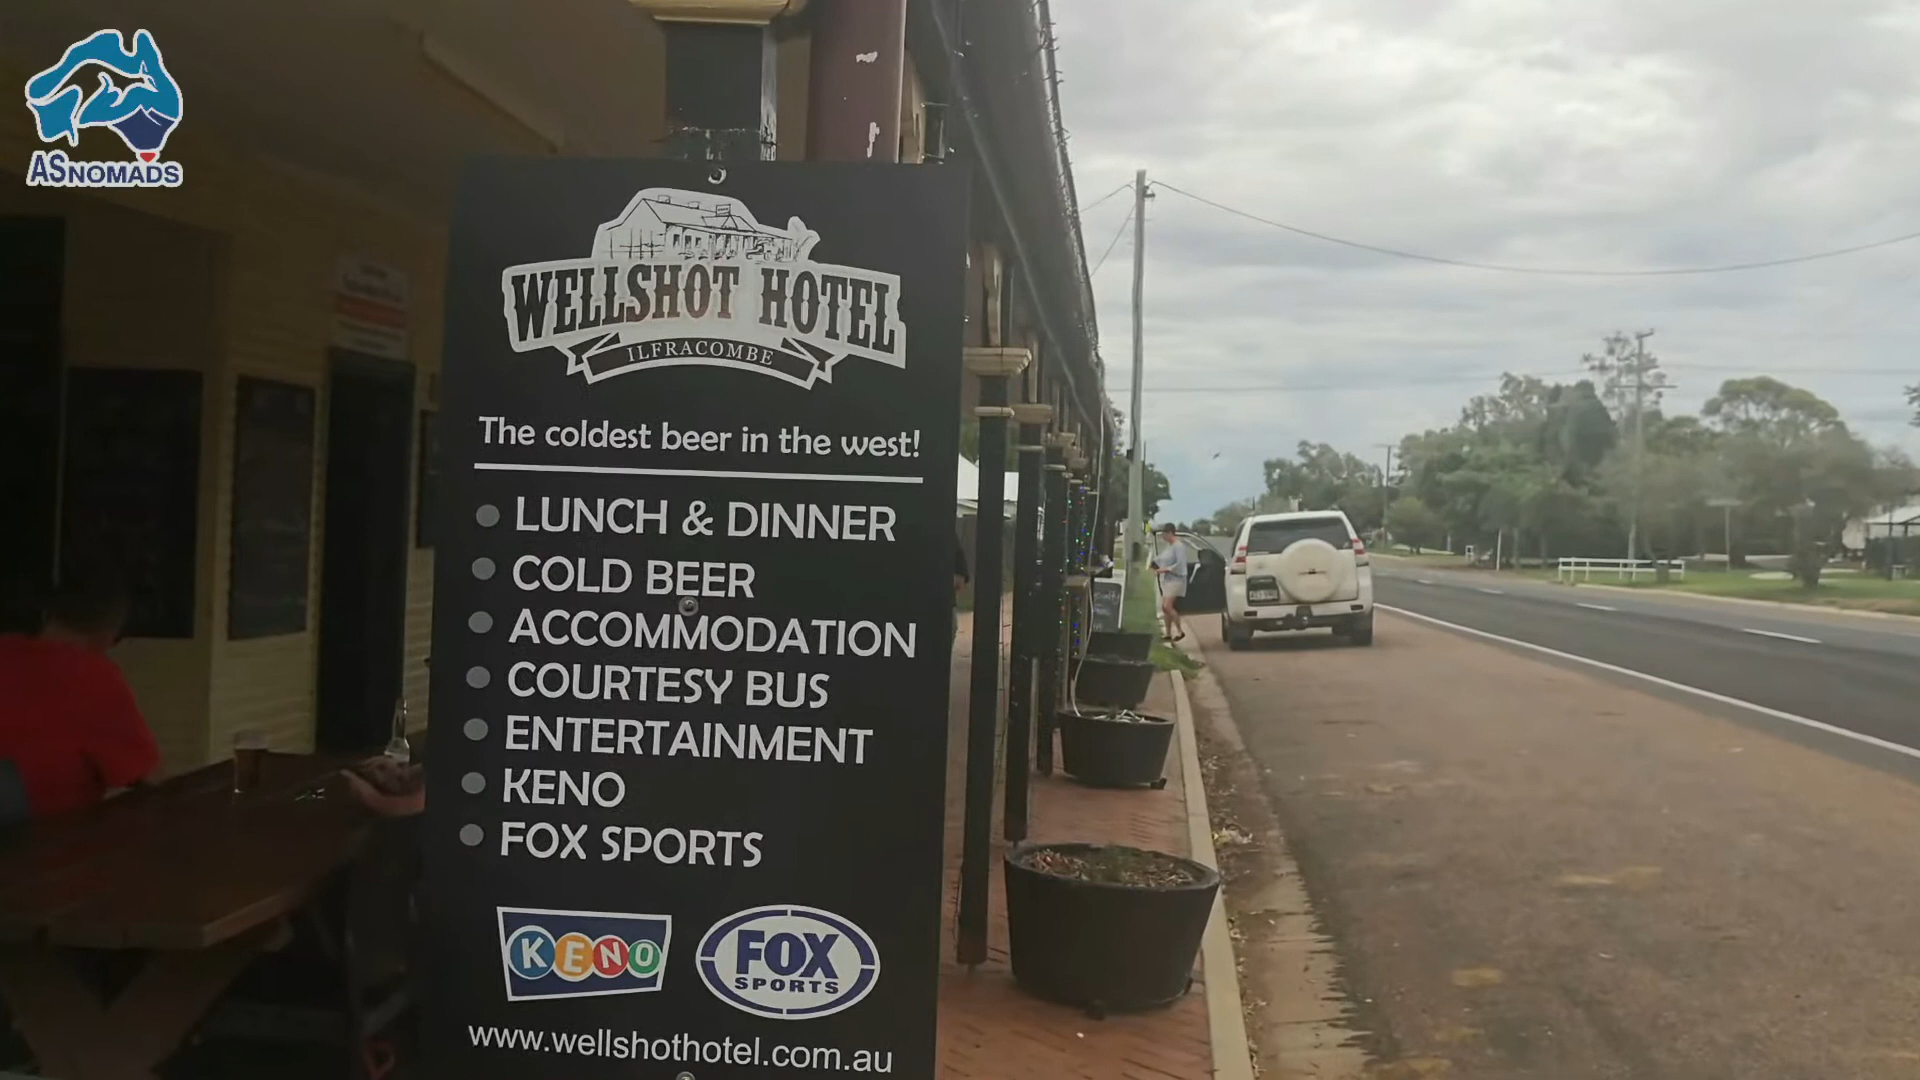 ASNOMADS
WELLSHOT HOTEL
ILFRACOMBE
The coldest beer in the west!
LUNCH & DINNER
COLD BEER
ACCOMMODATION
COURTESY BUS
ENTERTAINMENT
KENO
FOX SPORTS
KENO
FOX
SPORTS
www.wellshothotel.com.au